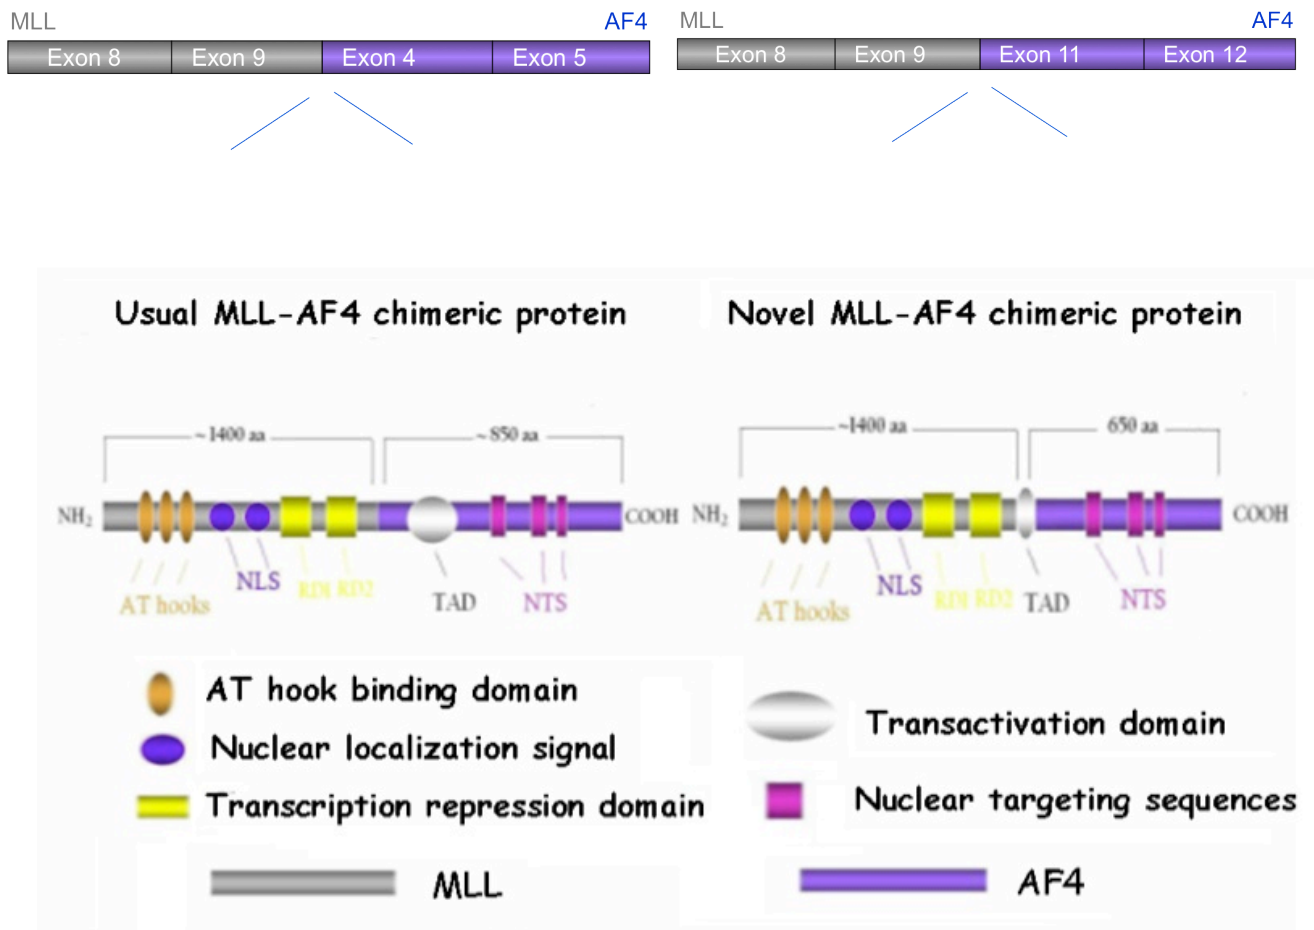 MLL AF4
Exon 8 Exon 9 Exon 4 Exon 5
MLL AF4
Exon 8 Exon 9 Exon 11 Exon 12
Usual MLL-AF4 chimeric protein
~1400 aa ~850 aa
NH2 COOH
AT hooks NLS RD1 RD2 TAD NTS
Novel MLL-AF4 chimeric protein
~1400 aa 650 aa
NH2 COOH
AT hooks NLS RD1 RD2 TAD NTS
AT hook binding domain
Nuclear localization signal
Transcription repression domain
MLL
Transactivation domain
Nuclear targeting sequences
AF4